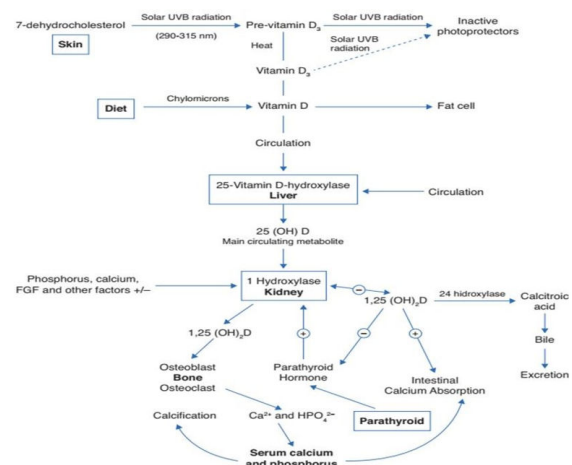 7-dehydrocholesterol
Solar UVB radiation
(290-315 nm)
Pre-vitamin D₃
Solar UVB radiation
Inactive
photoprotectors
Skin
Heat
Solar UVB
radiation
Vitamin D₃
Diet
Chylomicrons
Vitamin D
Fat cell
Circulation
25-Vitamin D-hydroxylase
Liver
Circulation
25 (OH) D
Main circulating metabolite
Phosphorus, calcium,
FGF and other factors +/–
1 Hydroxylase
Kidney
–
1,25 (OH)₂D
24 hidroxylase
Calcitroic
acid
1,25 (OH)₂D
+
–
+
Bile
Osteoblast
Bone
Osteoclast
Parathyroid
Hormone
Intestinal
Calcium Absorption
Excretion
Calcification
Ca²⁺ and HPO₄²⁻
Parathyroid
Serum calcium
and phosphorus